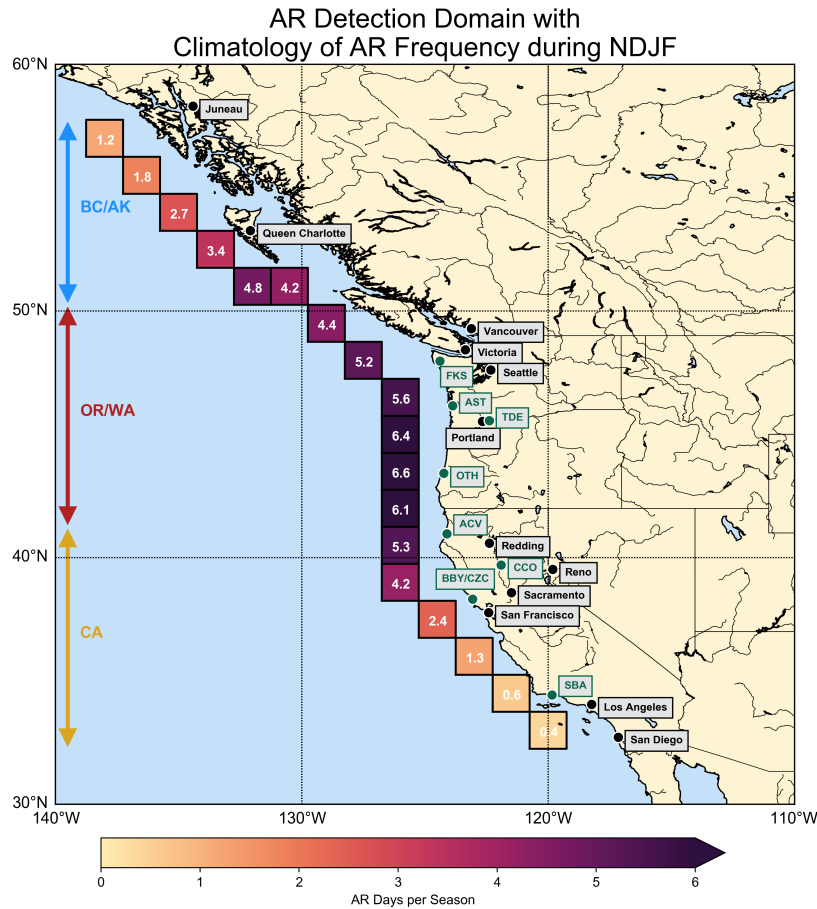 AR Detection Domain with
Climatology of AR Frequency during NDJF
60°N
Juneau
1.2
1.8
BC/AK
2.7
Queen Charlotte
3.4
4.8
4.2
50°N
4.4
Vancouver
Victoria
5.2
Seattle
FKS
5.6
AST
OR/WA
TDE
6.4
Portland
6.6
OTH
6.1
ACV
5.3
Redding
40°N
CCO
Reno
BBY/CZC
4.2
Sacramento
2.4
San Francisco
CA
1.3
SBA
0.6
Los Angeles
0.4
San Diego
30°N
140°W
130°W
120°W
110°W
0
1
2
3
4
5
6
AR Days per Season